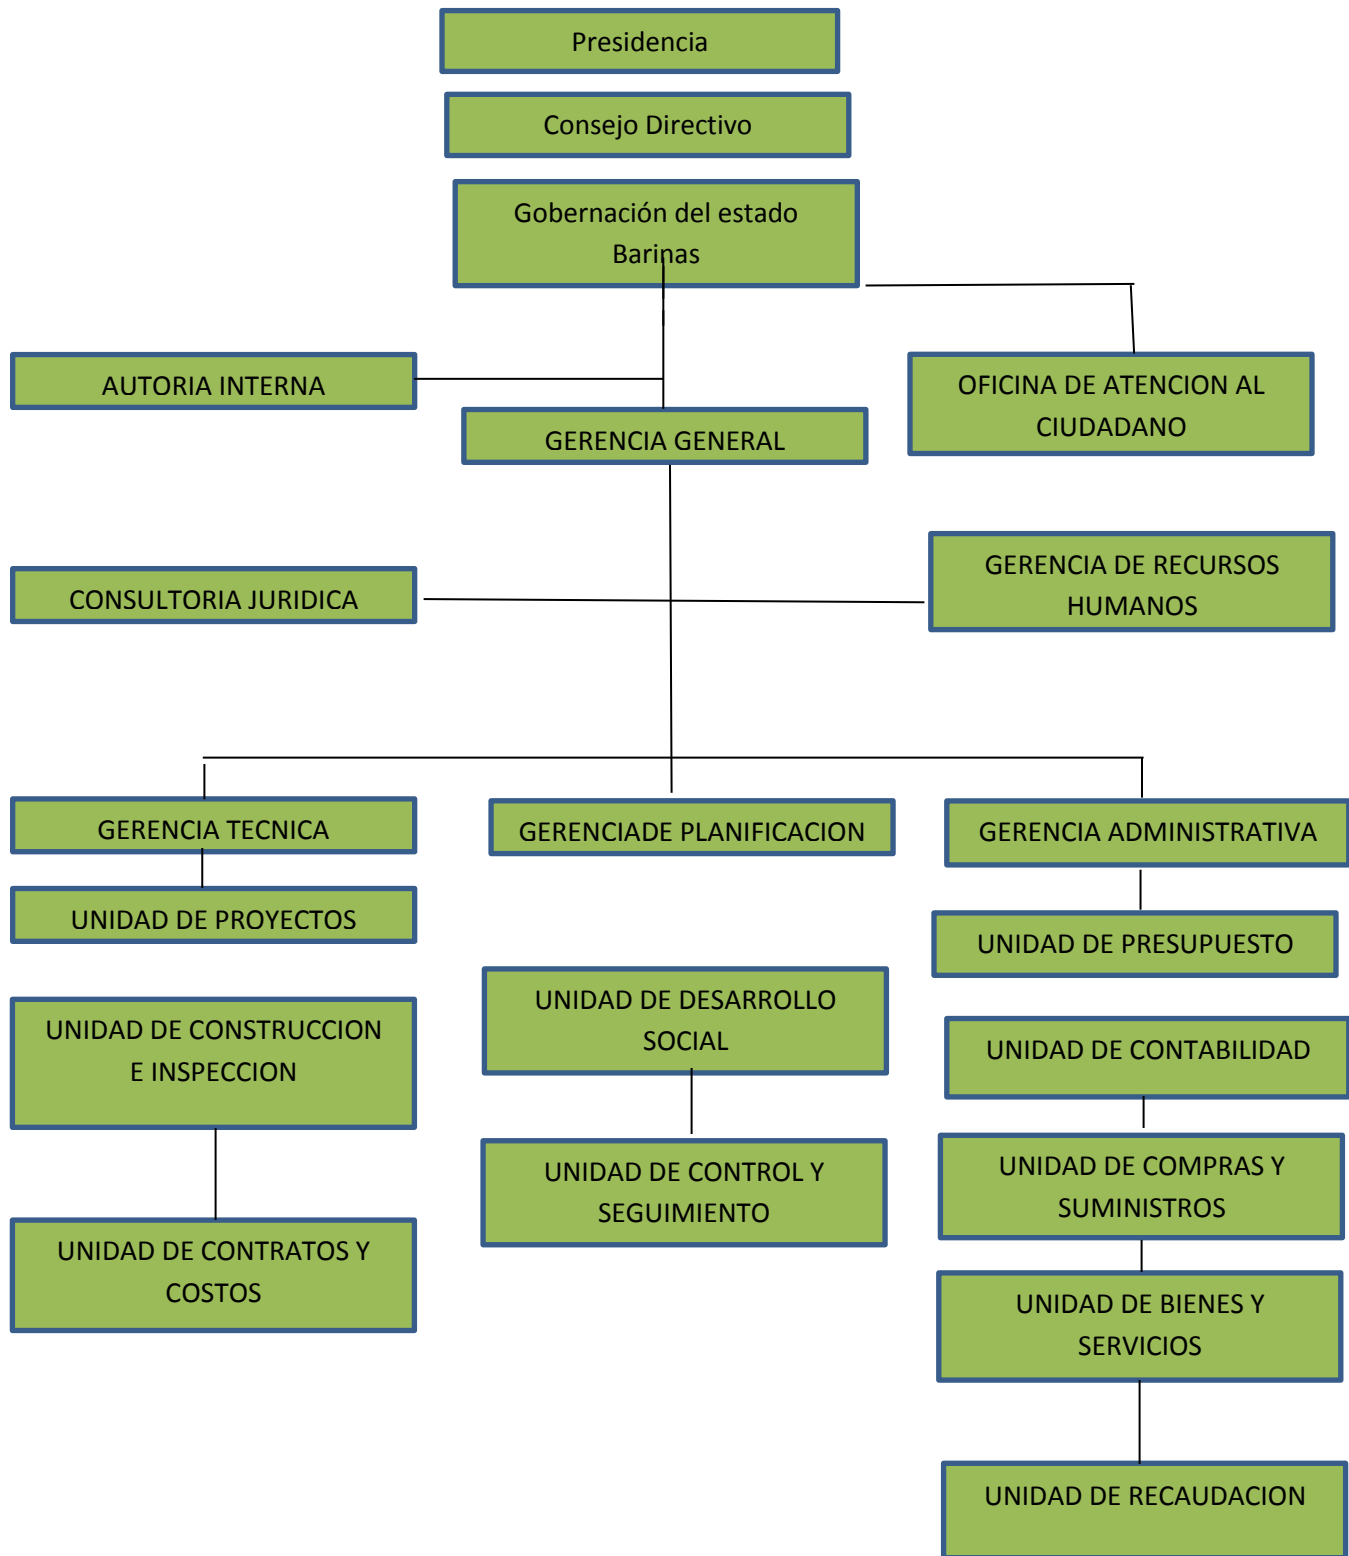 Presidencia
Consejo Directivo
Gobernación del estado
Barinas
AUTORIA INTERNA
OFICINA DE ATENCION AL
CIUDADANO
GERENCIA GENERAL
CONSULTORIA JURIDICA
GERENCIA DE RECURSOS
HUMANOS
GERENCIA TECNICA
GERENCIADE PLANIFICACION
GERENCIA ADMINISTRATIVA
UNIDAD DE PROYECTOS
UNIDAD DE PRESUPUESTO
UNIDAD DE CONSTRUCCION
E INSPECCION
UNIDAD DE DESARROLLO
SOCIAL
UNIDAD DE CONTABILIDAD
UNIDAD DE CONTROL Y
SEGUIMIENTO
UNIDAD DE COMPRAS Y
SUMINISTROS
UNIDAD DE CONTRATOS Y
COSTOS
UNIDAD DE BIENES Y
SERVICIOS
UNIDAD DE RECAUDACION